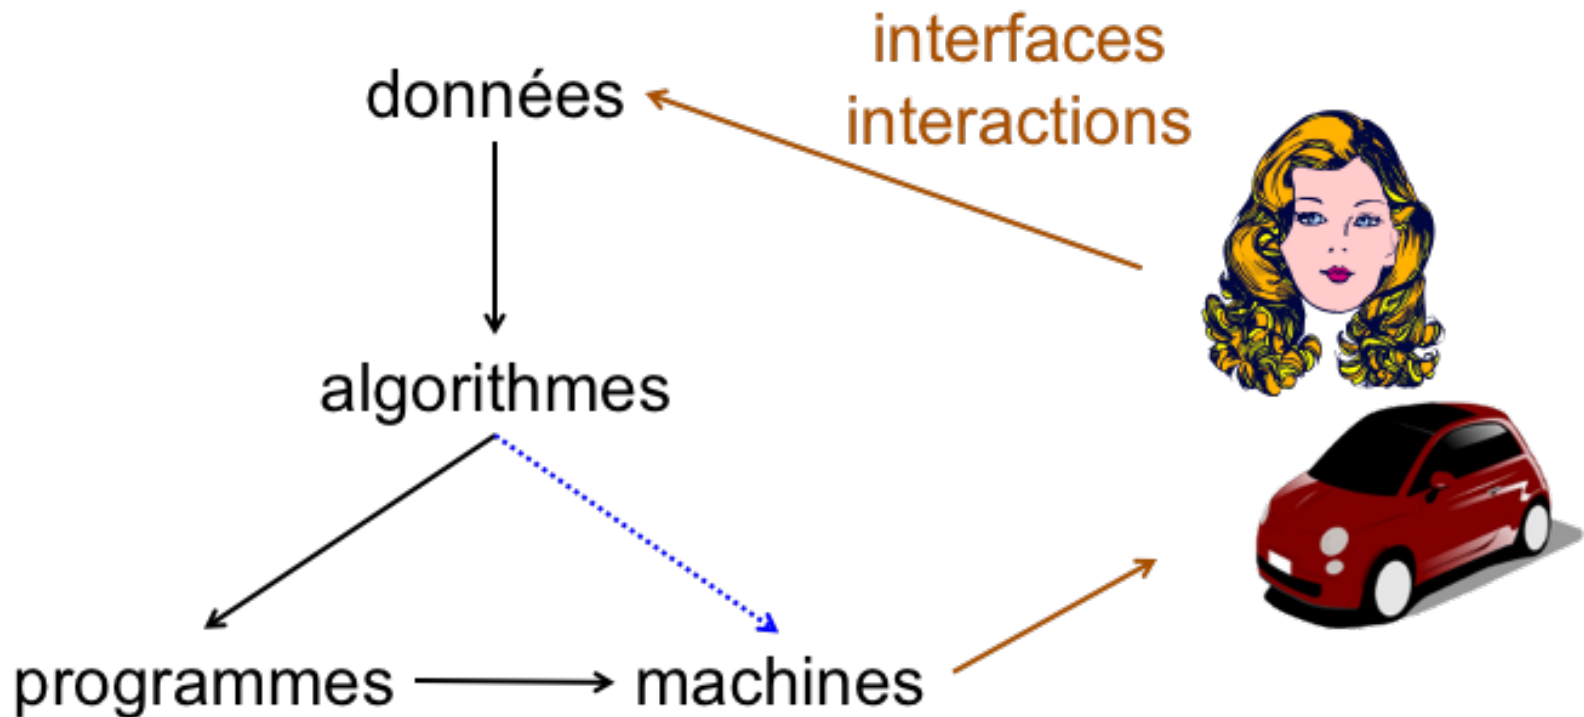 interfaces
interactions
données
algorithmes
programmes
machines